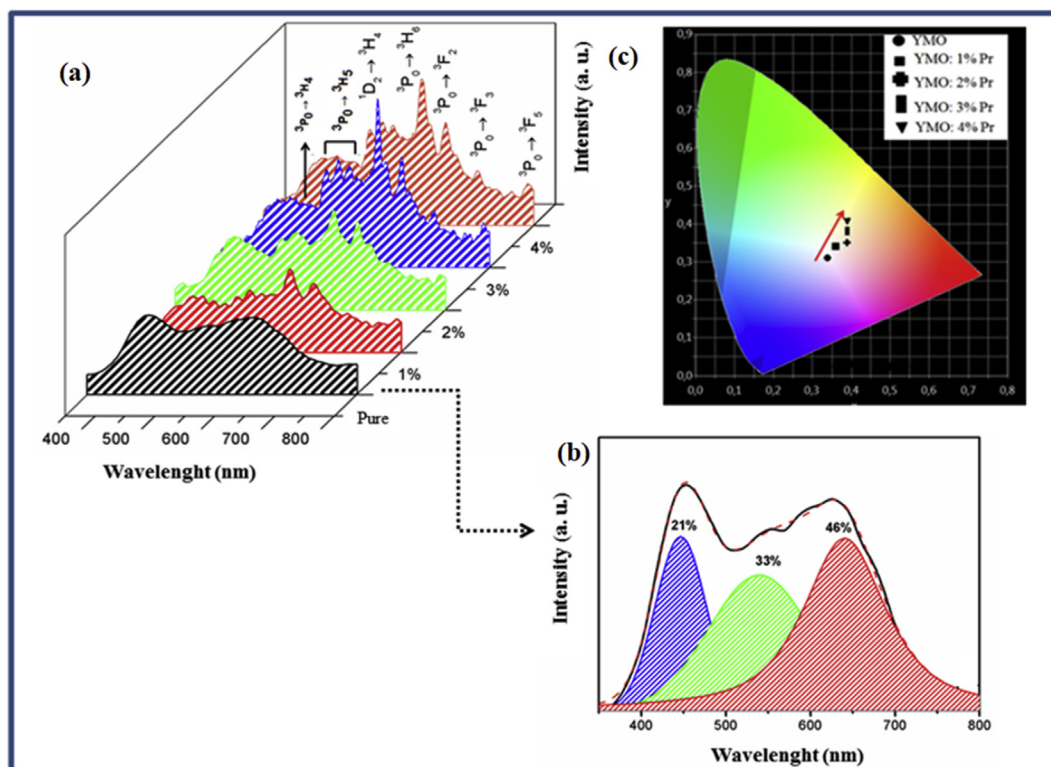 (a)
³P₀→³H₄
³P₀→³H₅
¹D₂→³H₄
³P₀→³H₆
³P₀→³F₂
³P₀→³F₃
³P₀→³F₅
Intensity (a. u.)
4%
3%
2%
1%
Pure
400 500 600 700 800
Wavelenght (nm)
(c)
YMO
YMO: 1% Pr
YMO: 2% Pr
YMO: 3% Pr
YMO: 4% Pr
y
0,9
0,8
0,7
0,6
0,5
0,4
0,3
0,2
0,1
0,0
0,0 0,1 0,2 0,3 0,4 0,5 0,6 0,7 0,8
(b)
Intensity (a. u.)
21%
33%
46%
400 500 600 700 800
Wavelenght (nm)